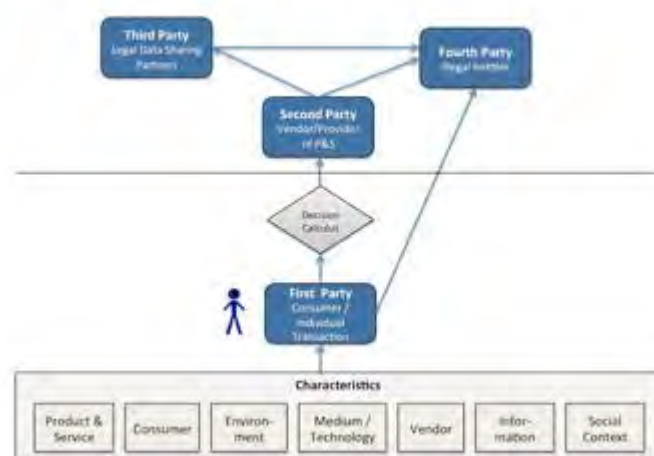 Third Party
Legal Data Sharing
Partners
Fourth Party
Illegal Entities
Second Party
Vendor/Provider
of P&S
Decision
Calculus
First Party
Consumer /
Individual
Transaction
Characteristics
Product &
Service
Consumer
Environ-
ment
Medium /
Technology
Vendor
Infor-
mation
Social
Context